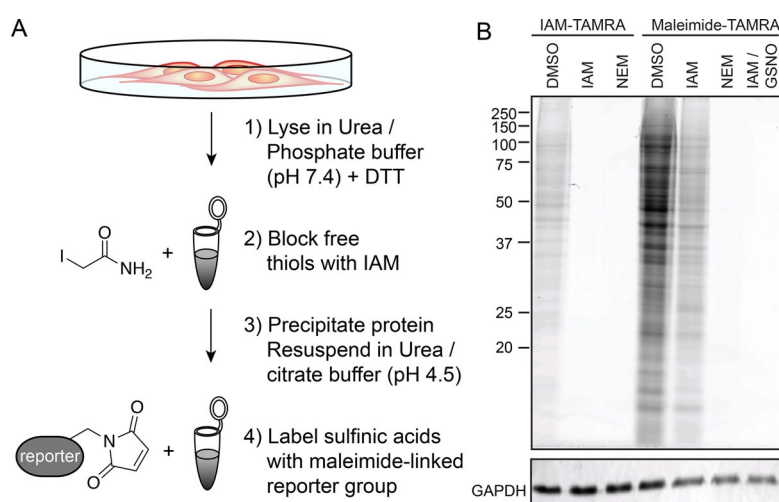 A
1) Lyse in Urea /
Phosphate buffer
(pH 7.4) + DTT
I
O
NH2
+
2) Block free
thiols with IAM
3) Precipitate protein
Resuspend in Urea /
citrate buffer (pH 4.5)
reporter
N
O
O
+
4) Label sulfinic acids
with maleimide-linked
reporter group
B
IAM-TAMRA Maleimide-TAMRA
DMSO
IAM
NEM
DMSO
IAM
NEM
IAM /
GSNO
250
150
100
75
50
37
25
20
GAPDH